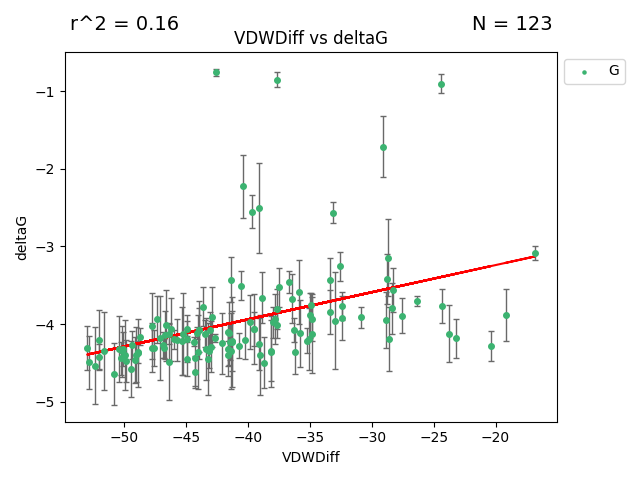 r^2 = 0.16
N = 123
VDWDiff vs deltaG
G
−1
−2
−3
−4
−5
deltaG
−50
−45
−40
−35
−30
−25
−20
VDWDiff